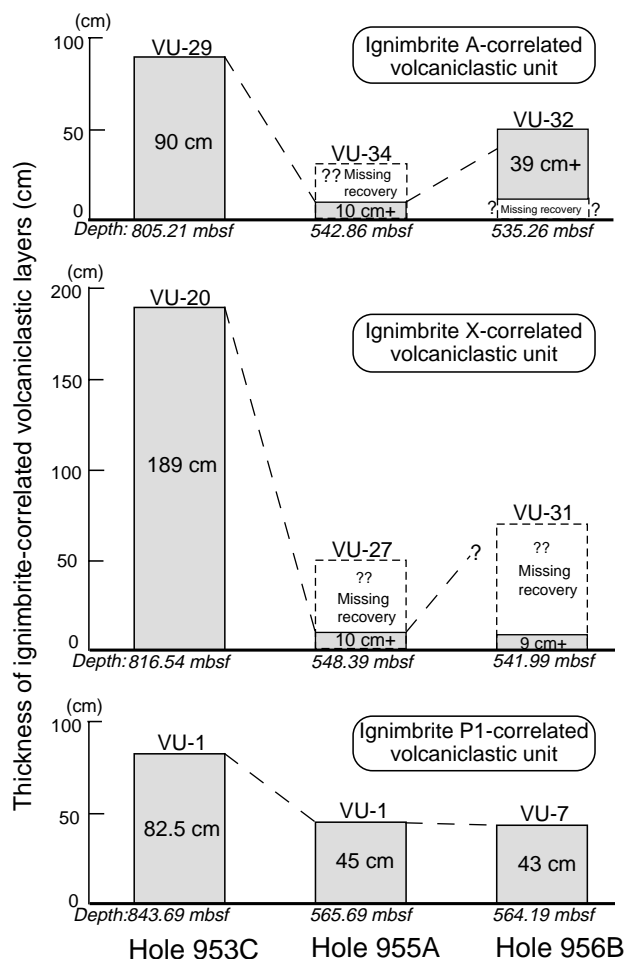 Thickness of ignimbrite-correlated volcaniclastic layers (cm)
(cm)
100
50
0
VU-29
90 cm
VU-34
?? Missing
recovery
10 cm+
VU-32
39 cm+
? Missing recovery ?
Ignimbrite A-correlated
volcaniclastic unit
Depth: 805.21 mbsf 542.86 mbsf 535.26 mbsf
(cm)
200
150
100
50
0
VU-20
189 cm
VU-27
??
Missing
recovery
10 cm+
?
VU-31
??
Missing
recovery
9 cm+
Ignimbrite X-correlated
volcaniclastic unit
Depth: 816.54 mbsf 548.39 mbsf 541.99 mbsf
(cm)
100
50
0
VU-1
82.5 cm
VU-1
45 cm
VU-7
43 cm
Ignimbrite P1-correlated
volcaniclastic unit
Depth: 843.69 mbsf 565.69 mbsf 564.19 mbsf
Hole 953C Hole 955A Hole 956B